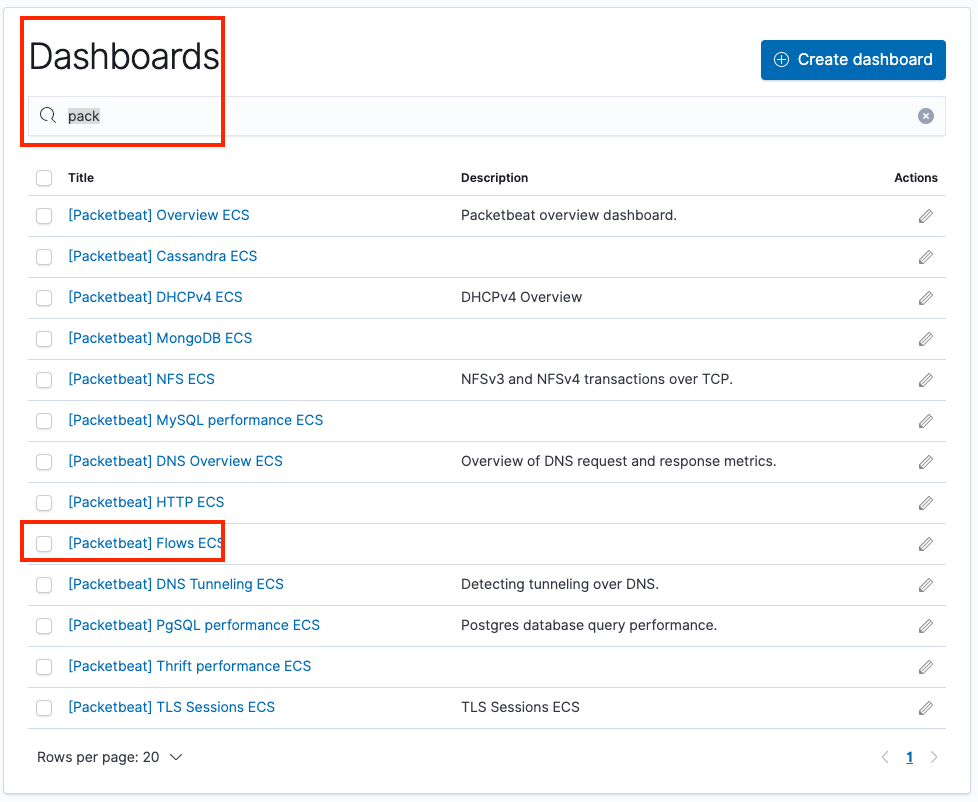 Dashboards
Create dashboard
pack
Title Description Actions
[Packetbeat] Overview ECS Packetbeat overview dashboard.
[Packetbeat] Cassandra ECS
[Packetbeat] DHCPv4 ECS DHCPv4 Overview
[Packetbeat] MongoDB ECS
[Packetbeat] NFS ECS NFSv3 and NFSv4 transactions over TCP.
[Packetbeat] MySQL performance ECS
[Packetbeat] DNS Overview ECS Overview of DNS request and response metrics.
[Packetbeat] HTTP ECS
[Packetbeat] Flows ECS
[Packetbeat] DNS Tunneling ECS Detecting tunneling over DNS.
[Packetbeat] PgSQL performance ECS Postgres database query performance.
[Packetbeat] Thrift performance ECS
[Packetbeat] TLS Sessions ECS TLS Sessions ECS
Rows per page: 20 1